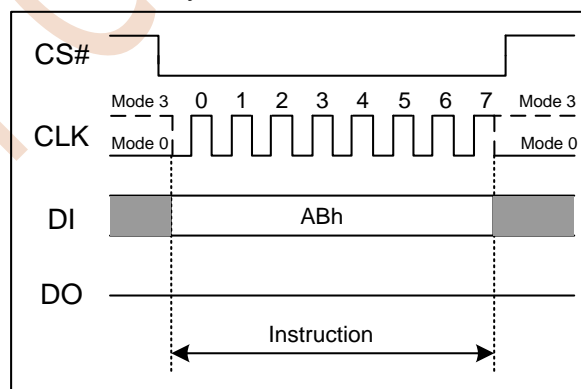 CS#
Mode 3 0 1 2 3 4 5 6 7 Mode 3
CLK
Mode 0 Mode 0
DI ABh
DO
Instruction